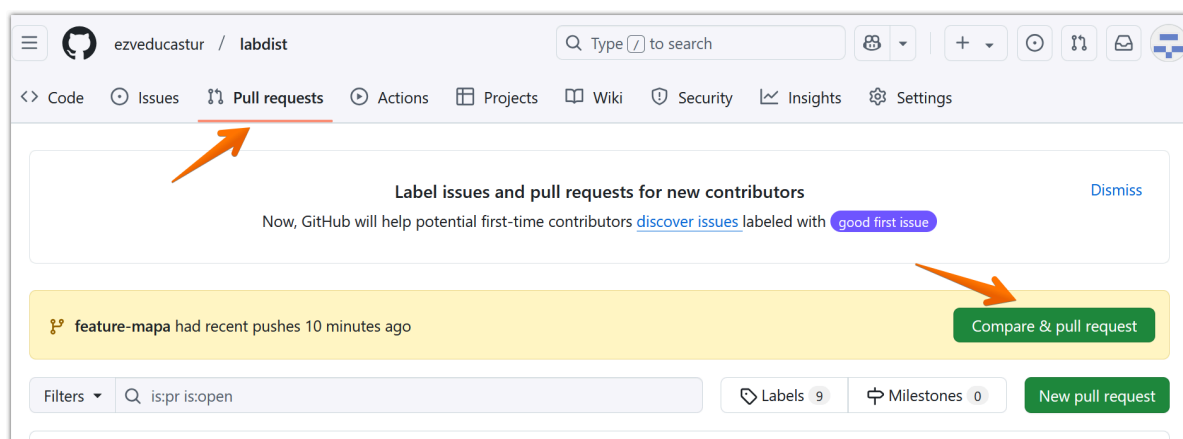 ezveducastur / labdist
Type / to search
Code Issues Pull requests Actions Projects Wiki Security Insights Settings
Label issues and pull requests for new contributors
Dismiss
Now, GitHub will help potential first-time contributors discover issues labeled with good first issue
feature-mapa had recent pushes 10 minutes ago
Compare & pull request
Filters is:pr is:open Labels 9 Milestones 0 New pull request